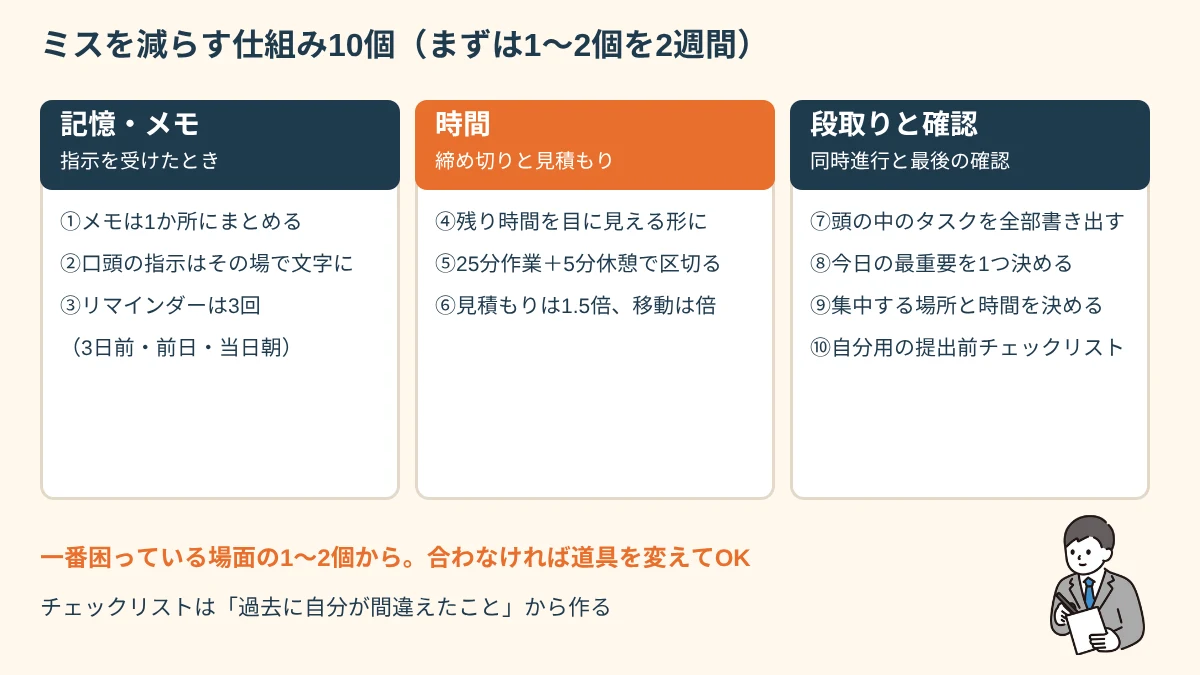 ミスを減らす仕組み10個（まずは1〜2個を2週間）
記憶・メモ
指示を受けたとき
①メモは1か所にまとめる
②口頭の指示はその場で文字に
③リマインダーは3回
（3日前・前日・当日朝）
時間
締め切りと見積もり
④残り時間を目に見える形に
⑤25分作業＋5分休憩で区切る
⑥見積もりは1.5倍、移動は倍
段取りと確認
同時進行と最後の確認
⑦頭の中のタスクを全部書き出す
⑧今日の最重要を1つ決める
⑨集中する場所と時間を決める
⑩自分用の提出前チェックリスト
一番困っている場面の1〜2個から。合わなければ道具を変えてOK
チェックリストは「過去に自分が間違えたこと」から作る